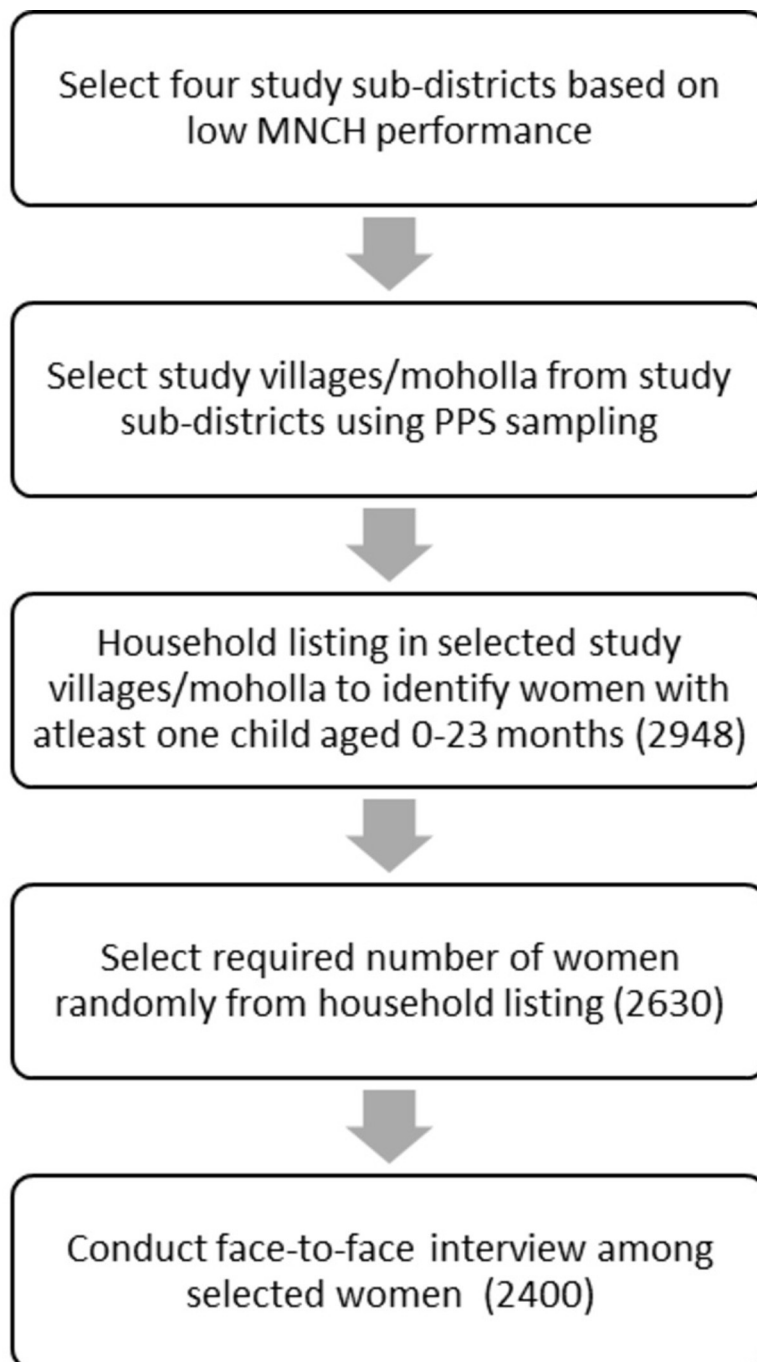 Select four study sub-districts based on
low MNCH performance
Select study villages/moholla from study
sub-districts using PPS sampling
Household listing in selected study
villages/moholla to identify women with
atleast one child aged 0-23 months (2948)
Select required number of women
randomly from household listing (2630)
Conduct face-to-face interview among
selected women (2400)